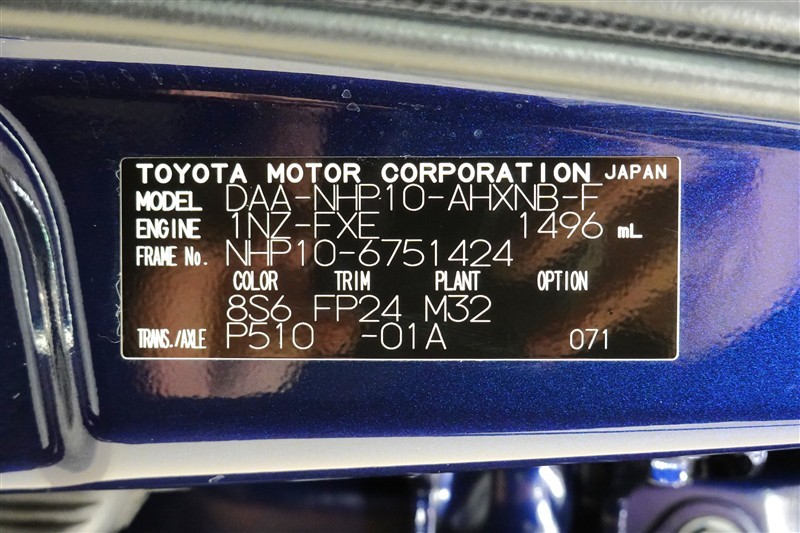 TOYOTA MOTOR CORPORATION JAPAN
MODEL DAA-NHP10-AHXNB-F
ENGINE 1NZ-FXE 1496 mL
FRAME No. NHP10-6751424
COLOR TRIM PLANT OPTION
8S6 FP24 M32
TRANS./AXLE P510 -01A 071